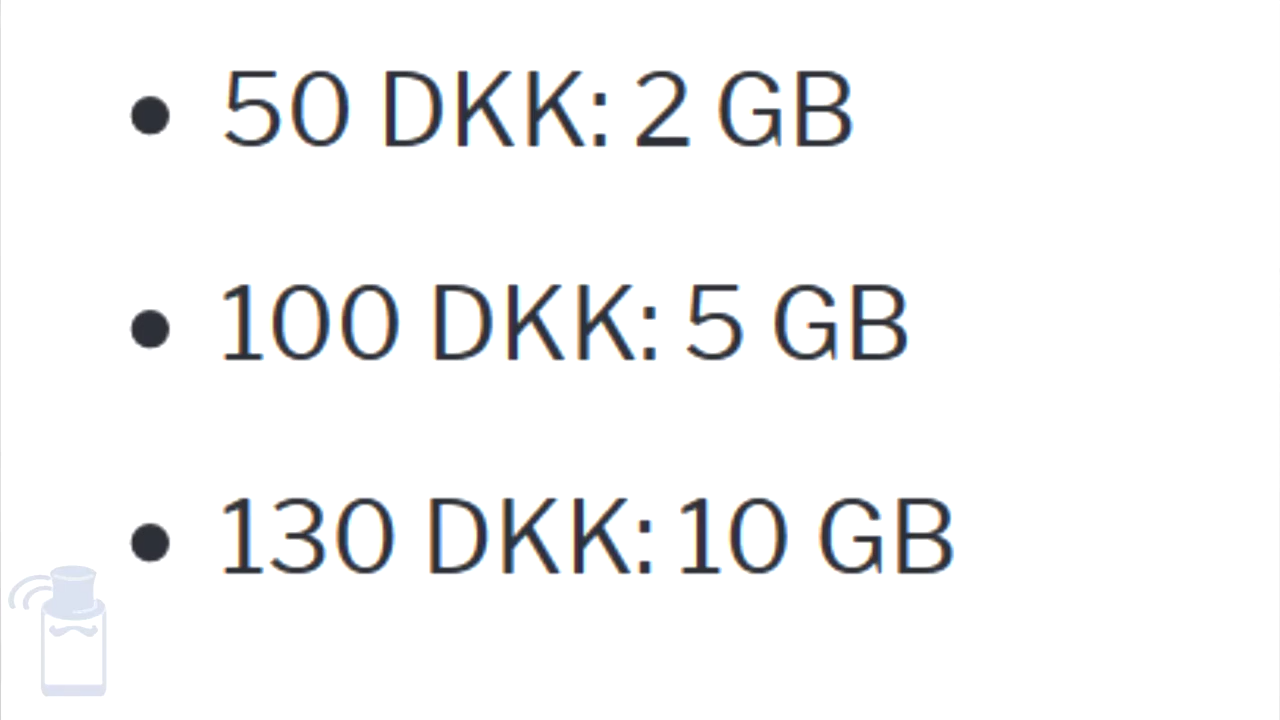 • 50 DKK: 2 GB
• 100 DKK: 5 GB
• 130 DKK: 10 GB